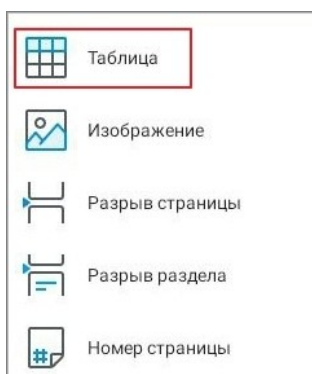 Таблица
Изображение
Разрыв страницы
Разрыв раздела
Номер страницы